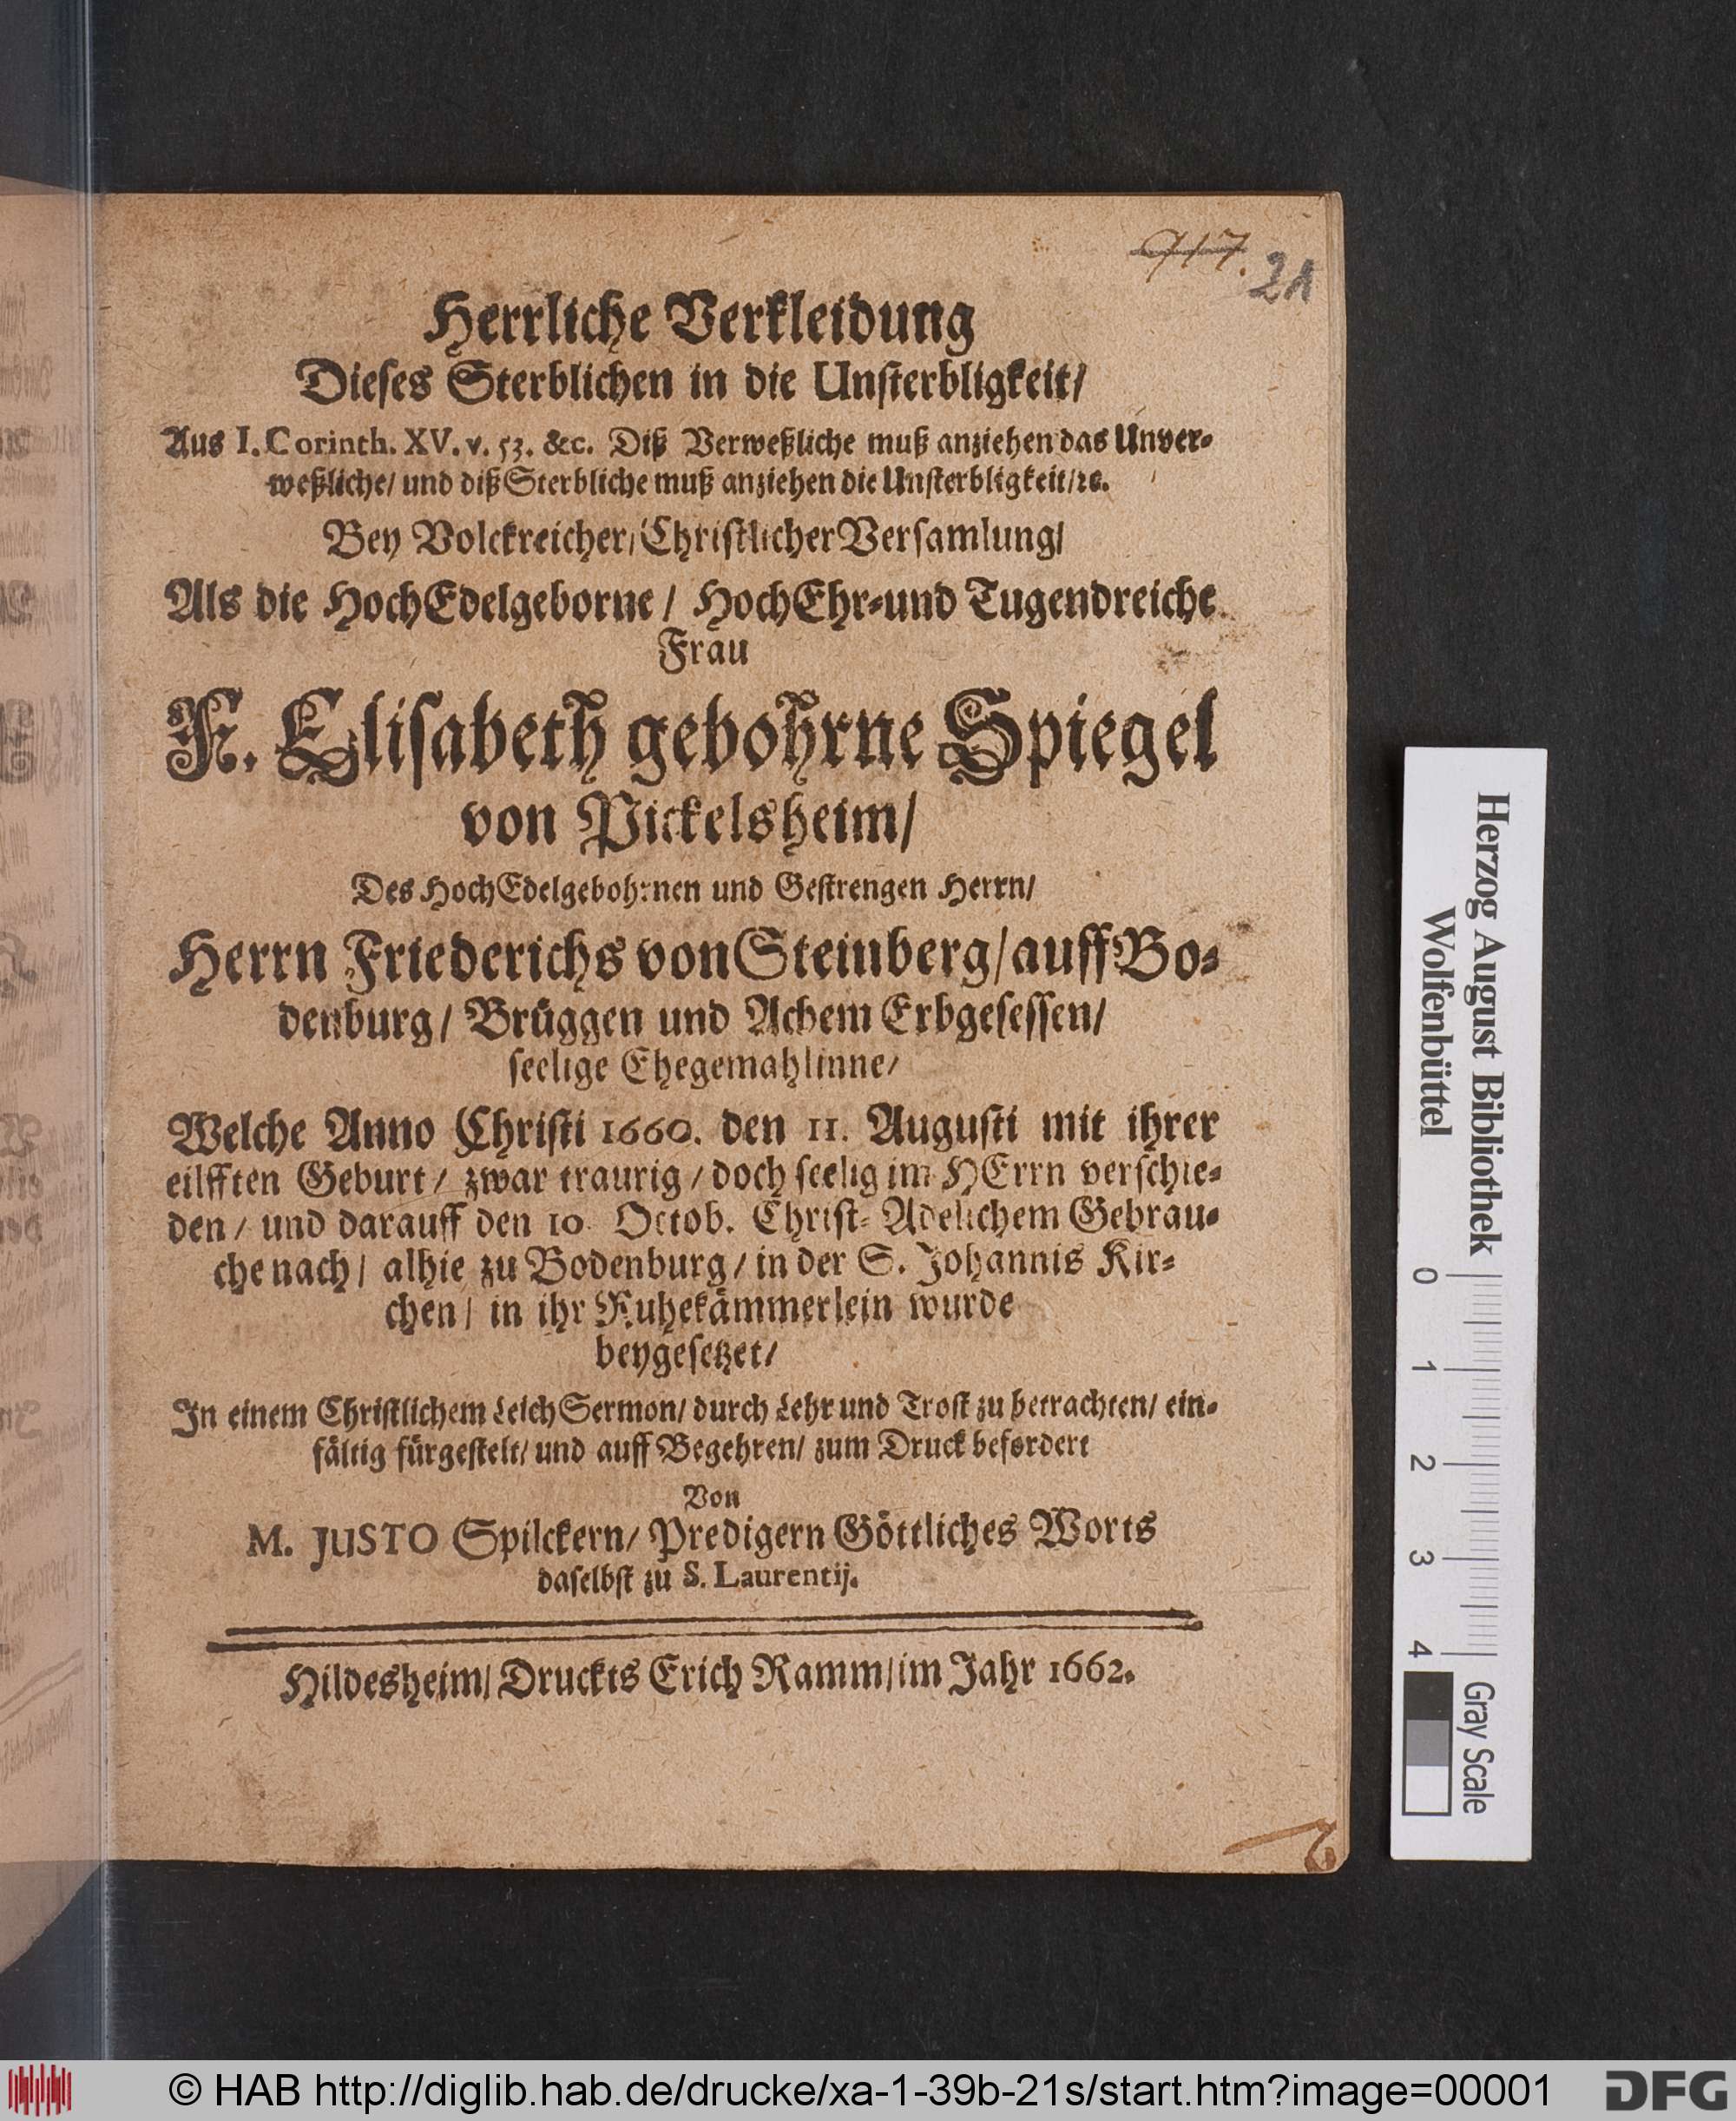 917. 21
Herrliche Verkleidung
Dieses Sterblichen in die Unsterbligkeit/
Aus I. Corinth. XV. v. 53. &c. Diß Verweßliche muß anziehen das Unver-
weßliche/ und diß Sterbliche muß anziehen die Unsterbligkeit/ꝛc.
Bey Volckreicher/ Christlicher Versamlung/
Als die HochEdelgeborne/ HochEhr-und Tugendreiche
Frau
F. Elisabeth gebohrne Spiegel
von Pickelsheim/
Des HochEdelgebohrnen und Gestrengen Herrn/
Herrn Friederichs von Steinberg/ auff Bo-
denburg/ Brüggen und Achem Erbgesessen/
seelige Ehegemahlinne/
Welche Anno Christi 1660. den 11. Augusti mit ihrer
eilfften Geburt/ zwar traurig/ doch seelig im HErrn verschie-
den/ und darauff den 10. Octob. Christ-Adelichem Gebrau-
che nach/ alhie zu Bodenburg/ in der S. Johannis Kir-
chen/ in ihr Ruhekämmerlein wurde
beygesetzet/
In einem Christlichem LeichSermon/ durch Lehr und Trost zu betrachten/ ein-
fältig fürgestelt/ und auff Begehren/ zum Druck befordert
Von
M. JUSTO Spilckern/ Predigern Göttliches Worts
daselbst zu S. Laurentij.
Hildesheim/ Druckts Erich Ramm/ im Jahr 1662.
Herzog August Bibliothek
Wolfenbüttel
0 1 2 3 4
Gray Scale
© HAB http://diglib.hab.de/drucke/xa-1-39b-21s/start.htm?image=00001
DFG